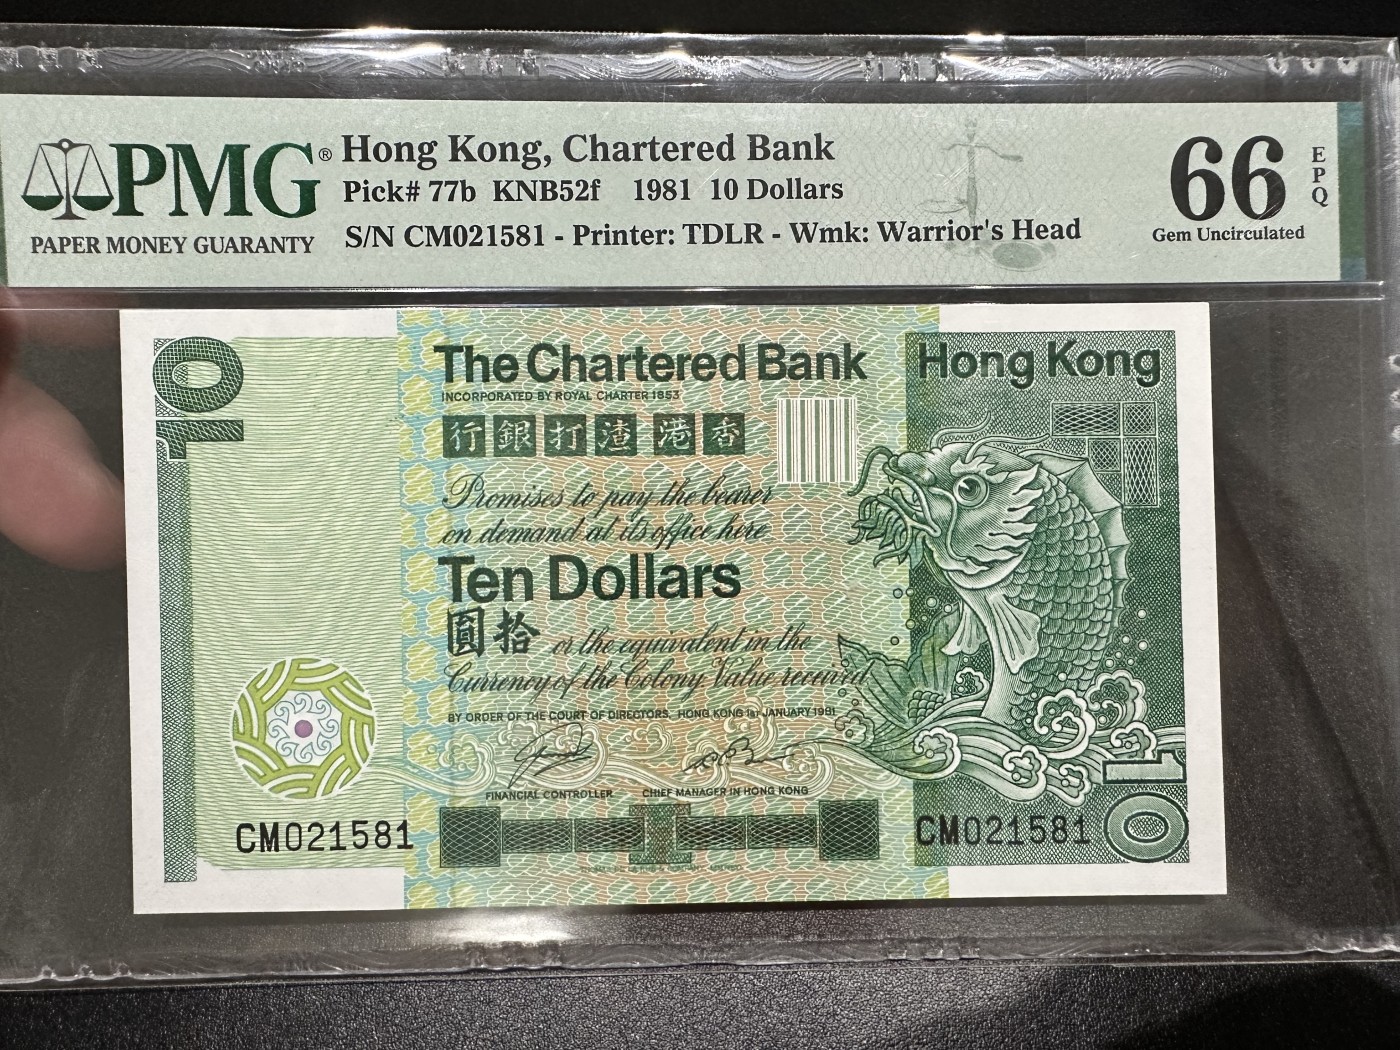 PMG®
PAPER MONEY GUARANTY
Hong Kong, Chartered Bank
Pick# 77b KNB52f 1981 10 Dollars
S/N CM021581 - Printer: TDLR - Wmk: Warrior's Head
66
EPQ
Gem Uncirculated
10
The Chartered Bank
Hong Kong
INCORPORATED BY ROYAL CHARTER 1853
行銀打渣港香
Promises to pay the bearer
on demand at its office here
Ten Dollars
圓拾 or the equivalent in the
Currency of the Colony Value received
BY ORDER OF THE COURT OF DIRECTORS, HONG KONG 1ST JANUARY 1981
FINANCIAL CONTROLLER
CHIEF MANAGER IN HONG KONG
CM021581
CM021581
10